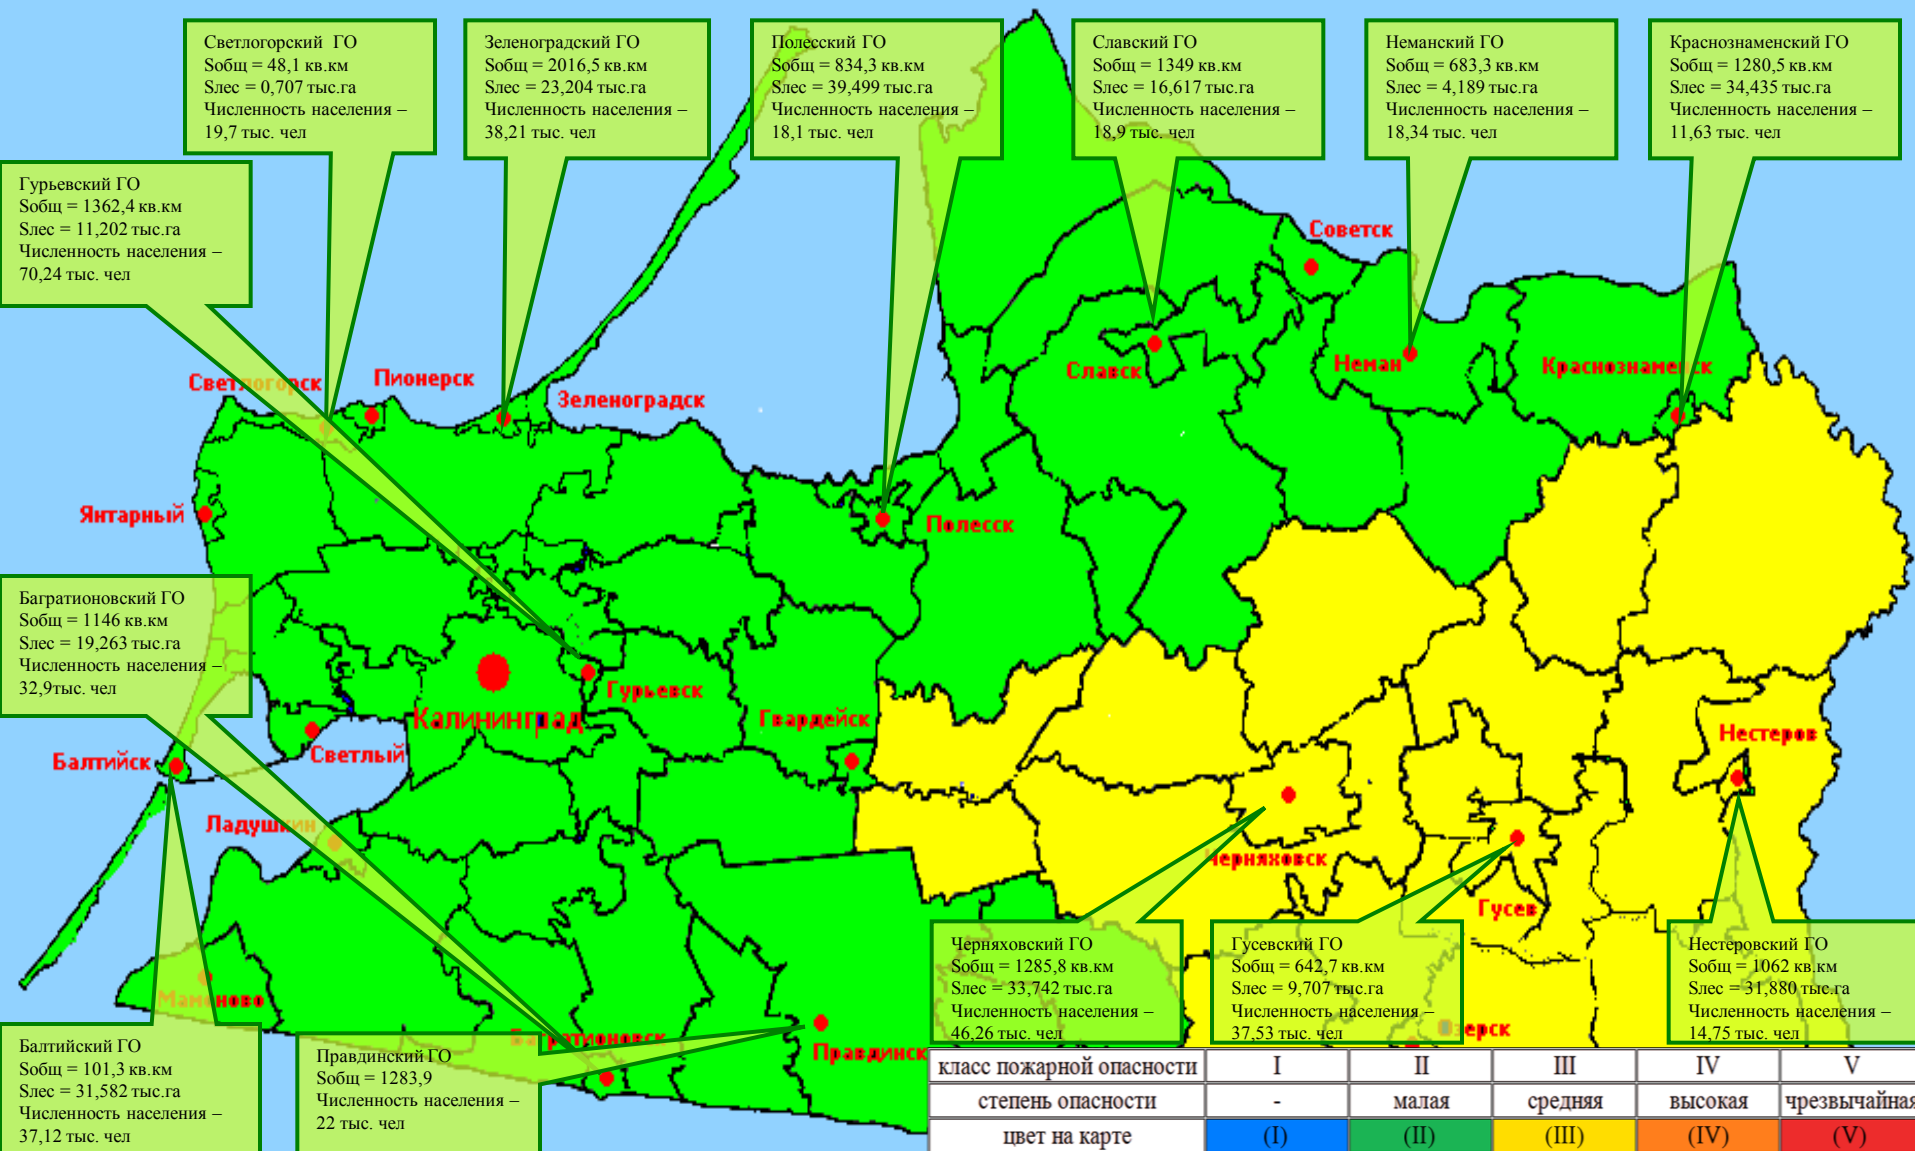 Светлогорский ГО
Sобщ = 48,1 кв.км
Sлес = 0,707 тыс.га
Численность населения –
19,7 тыс. чел
Зеленоградский ГО
Sобщ = 2016,5 кв.км
Sлес = 23,204 тыс.га
Численность населения –
38,21 тыс. чел
Полесский ГО
Sобщ = 834,3 кв.км
Sлес = 39,499 тыс.га
Численность населения –
18,1 тыс. чел
Славский ГО
Sобщ = 1349 кв.км
Sлес = 16,617 тыс.га
Численность населения –
18,9 тыс. чел
Неманский ГО
Sобщ = 683,3 кв.км
Sлес = 4,189 тыс.га
Численность населения –
18,34 тыс. чел
Краснознаменский ГО
Sобщ = 1280,5 кв.км
Sлес = 34,435 тыс.га
Численность населения –
11,63 тыс. чел
Гурьевский ГО
Sобщ = 1362,4 кв.км
Sлес = 11,202 тыс.га
Численность населения –
70,24 тыс. чел
Советск
Светлогорск
Пионерск
Зеленоградск
Славск
Неман
Краснознаменск
Янтарный
Полесск
Багратионовский ГО
Sобщ = 1146 кв.км
Sлес = 19,263 тыс.га
Численность населения –
32,9тыс. чел
Гурьевск
Калининград
Гвардейск
Нестеров
Балтийск
Светлый
Ладушкин
Черняховск
Гусев
Мамоново
Багратионовск
Правдинск
Озерск
Черняховский ГО
Sобщ = 1285,8 кв.км
Sлес = 33,742 тыс.га
Численность населения –
46,26 тыс. чел
Гусевский ГО
Sобщ = 642,7 кв.км
Sлес = 9,707 тыс.га
Численность населения –
37,53 тыс. чел
Нестеровский ГО
Sобщ = 1062 кв.км
Sлес = 31,880 тыс.га
Численность населения –
14,75 тыс. чел
Балтийский ГО
Sобщ = 101,3 кв.км
Sлес = 31,582 тыс.га
Численность населения –
37,12 тыс. чел
Правдинский ГО
Sобщ = 1283,9
Численность населения –
22 тыс. чел
класс пожарной опасности I II III IV V
степень опасности - малая средняя высокая чрезвычайная
цвет на карте (I) (II) (III) (IV) (V)